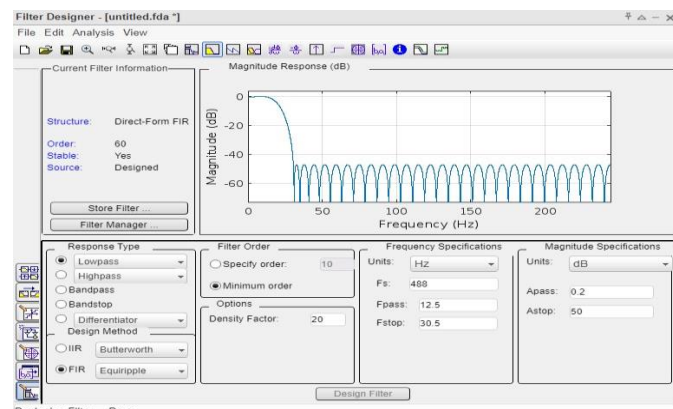 Filter Designer - [untitled.fda *]
File Edit Analysis View
Current Filter Information
Structure: Direct-Form FIR
Order: 60
Stable: Yes
Source: Designed
Store Filter ...
Filter Manager ...
Magnitude Response (dB)
Magnitude (dB)
0
-20
-40
-60
0 50 100 150 200
Frequency (Hz)
Response Type
Lowpass
Highpass
Bandpass
Bandstop
Differentiator
Design Method
IIR Butterworth
FIR Equiripple
Filter Order
Specify order: 10
Minimum order
Options
Density Factor: 20
Frequency Specifications
Units: Hz
Fs: 488
Fpass: 12.5
Fstop: 30.5
Magnitude Specifications
Units: dB
Apass: 0.2
Astop: 50
Design Filter